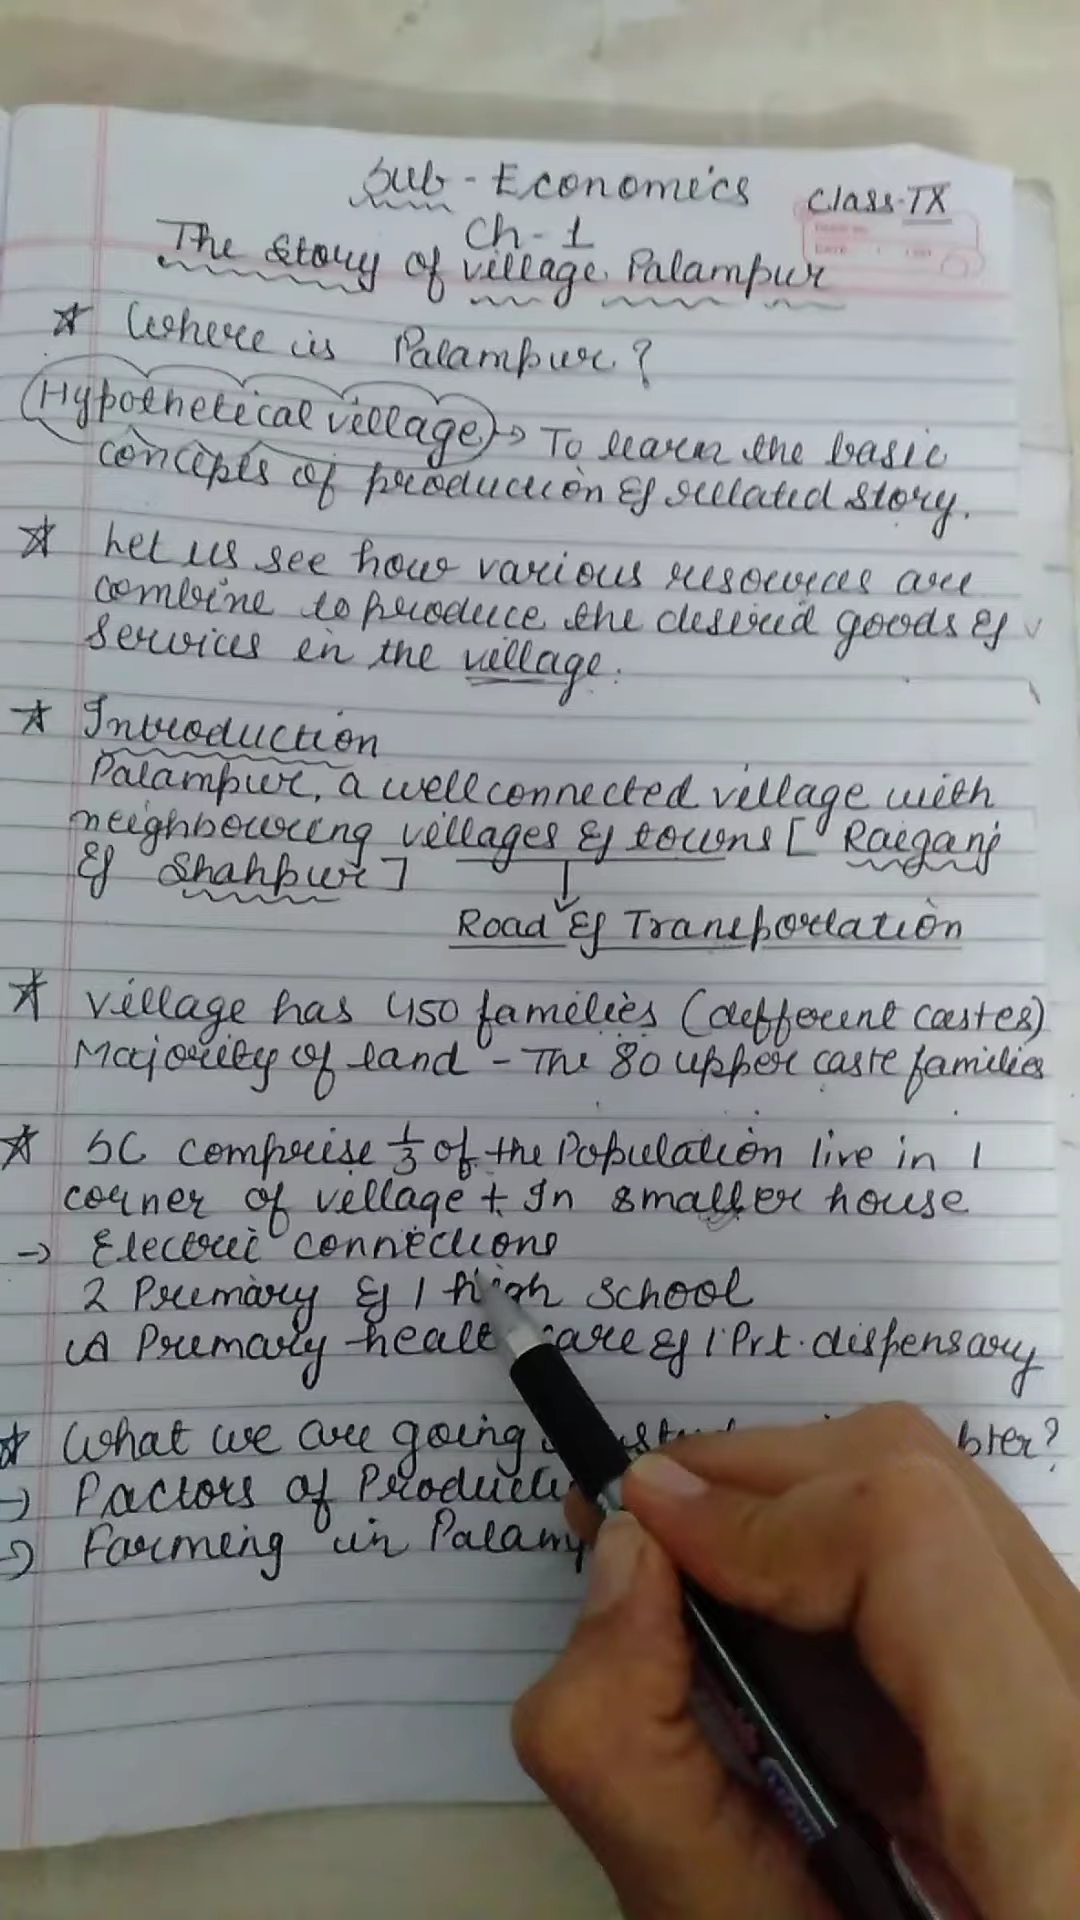 Sub - Economics
Class-IX
Ch-1
The Story of village Palampur
Where is Palampur?
Hypothetical village → To learn the basic
concepts of production & related story.
Let us see how various resources are
combine to produce the desired goods &
services in the village.
Introduction
Palampur, a well connected village with
neighbouring villages & towns [Raiganj
& Shahpur]
Road & Transportation
Village has 450 families (different castes)
Majority of land - The 80 upper caste families
SC comprise 1/3 of the Population live in 1
corner of village + In smaller house
→ Electric connections
2 Primary & 1 high school
A Primary health care & 1 Prt. dispensary
What we are going
→ Factors of
→ Farming in